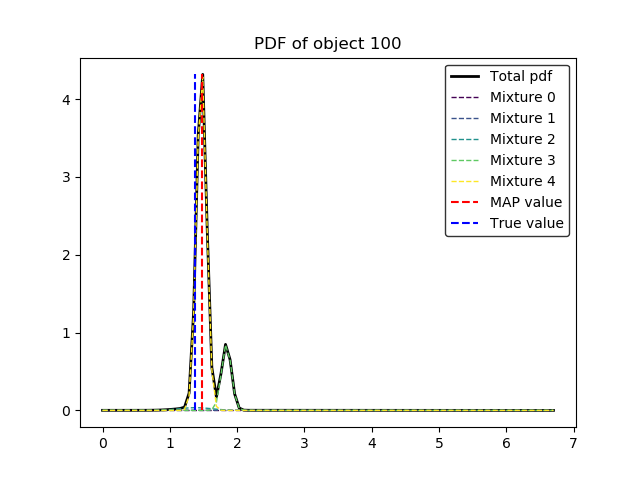 PDF of object 100
Total pdf
Mixture 0
Mixture 1
Mixture 2
Mixture 3
Mixture 4
MAP value
True value
4
3
2
1
0
0 1 2 3 4 5 6 7